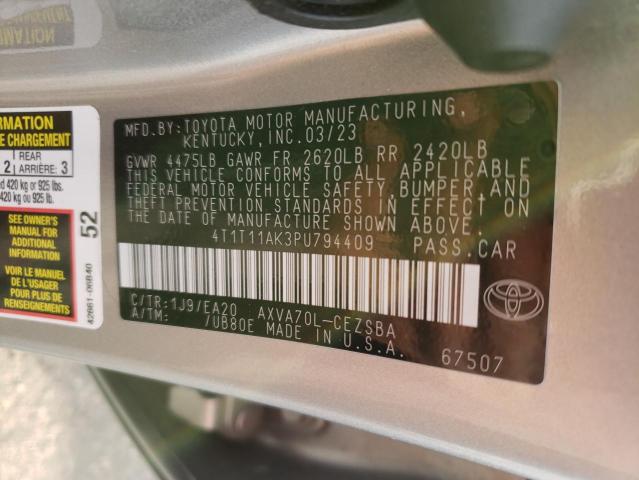 MFD.BY:TOYOTA MOTOR MANUFACTURING,
KENTUCKY,INC.03/23
GVWR 4475LB GAWR FR 2620LB RR 2420LB
THIS VEHICLE CONFORMS TO ALL APPLICABLE
FEDERAL MOTOR VEHICLE SAFETY,BUMPER,AND
THEFT PREVENTION STANDARDS IN EFFECT ON
THE DATE OF MANUFACTURE SHOWN ABOVE.
4T1T11AK3PU794409 PASS.CAR
C/TR:1J9/EA20 AXVA70L-CEZSBA
A/TM: /UB80E MADE IN U.S.A.
67507
TOYOTA
RMATION
E CHARGEMENT
2 REAR 3
ARRIÈRE:
d 420 kg or 925 lbs.
420 kg ou 925 lb.
SEE OWNER'S
MANUAL FOR
ADDITIONAL
INFORMATION
VOIR LE MANUEL
DE L'USAGER
POUR PLUS DE
RENSEIGNEMENTS
52
42661-06B40